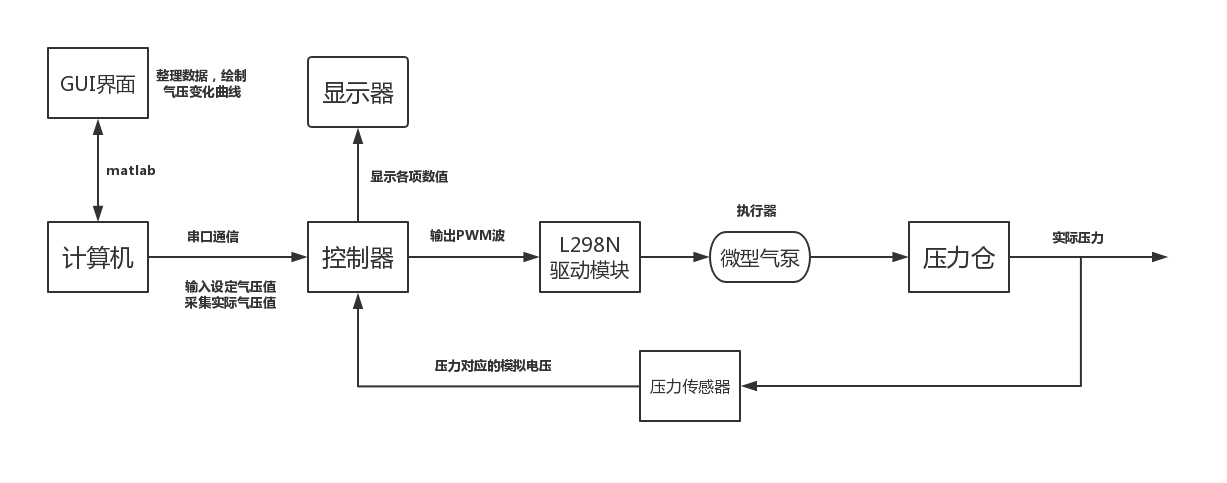 GUI界面
整理数据，绘制
气压变化曲线
显示器
matlab
显示各项数值
计算机
串口通信
输入设定气压值
采集实际气压值
控制器
输出PWM波
L298N
驱动模块
执行器
微型气泵
压力仓
实际压力
压力对应的模拟电压
压力传感器